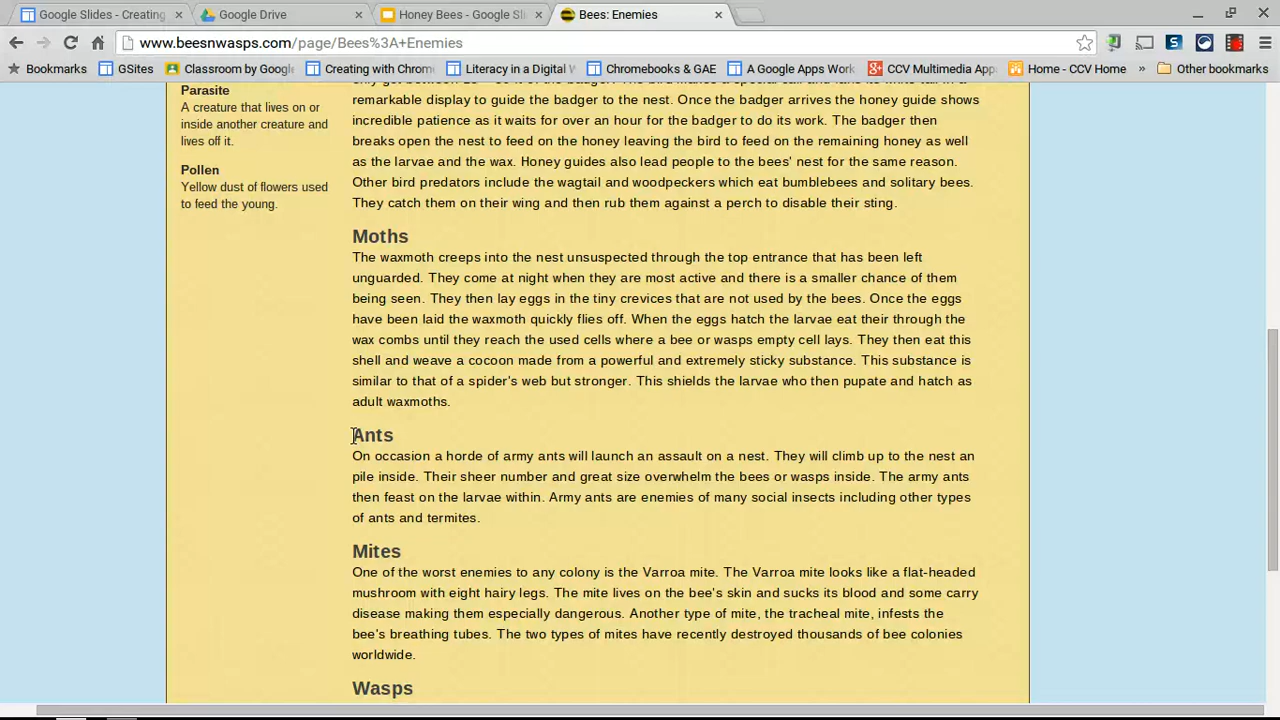 Google Slides - Creating
Google Drive
Honey Bees - Google Sli
Bees: Enemies
www.beesnwasps.com/page/Bees%3A+Enemies
Bookmarks
GSites
Classroom by Google
Creating with Chrom
Literacy in a Digital W
Chromebooks & GAE
A Google Apps Work
CCV Multimedia App
Home - CCV Home
»
Other bookmarks
Parasite
A creature that lives on or
inside another creature and
lives off it.
Pollen
Yellow dust of flowers used
to feed the young.
remarkable display to guide the badger to the nest. Once the badger arrives the honey guide shows
incredible patience as it waits for over an hour for the badger to do its work. The badger then
breaks open the nest to feed on the honey leaving the bird to feed on the remaining honey as well
as the larvae and the wax. Honey guides also lead people to the bees' nest for the same reason.
Other bird predators include the wagtail and woodpeckers which eat bumblebees and solitary bees.
They catch them on their wing and then rub them against a perch to disable their sting.
Moths
The waxmoth creeps into the nest unsuspected through the top entrance that has been left
unguarded. They come at night when they are most active and there is a smaller chance of them
being seen. They then lay eggs in the tiny crevices that are not used by the bees. Once the eggs
have been laid the waxmoth quickly flies off. When the eggs hatch the larvae eat their through the
wax combs until they reach the used cells where a bee or wasps empty cell lays. They then eat this
shell and weave a cocoon made from a powerful and extremely sticky substance. This substance is
similar to that of a spider's web but stronger. This shields the larvae who then pupate and hatch as
adult waxmoths.
Ants
On occasion a horde of army ants will launch an assault on a nest. They will climb up to the nest an
pile inside. Their sheer number and great size overwhelm the bees or wasps inside. The army ants
then feast on the larvae within. Army ants are enemies of many social insects including other types
of ants and termites.
Mites
One of the worst enemies to any colony is the Varroa mite. The Varroa mite looks like a flat-headed
mushroom with eight hairy legs. The mite lives on the bee's skin and sucks its blood and some carry
disease making them especially dangerous. Another type of mite, the tracheal mite, infests the
bee's breathing tubes. The two types of mites have recently destroyed thousands of bee colonies
worldwide.
Wasps